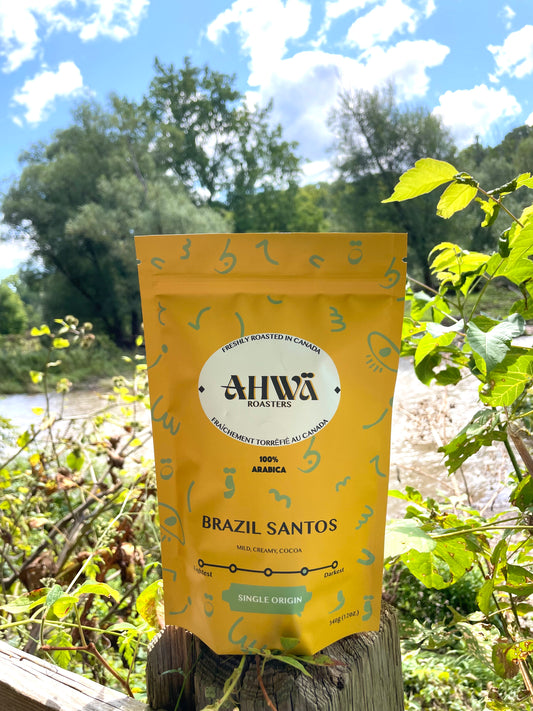 FRESHLY ROASTED IN CANADA
AHWÄ
ROASTERS
FRAÎCHEMENT TORRÉFIÉ AU CANADA
100%
ARABICA
BRAZIL SANTOS
MILD, CREAMY, COCOA
Lightest Darkest
SINGLE ORIGIN
340g (12OZ.)